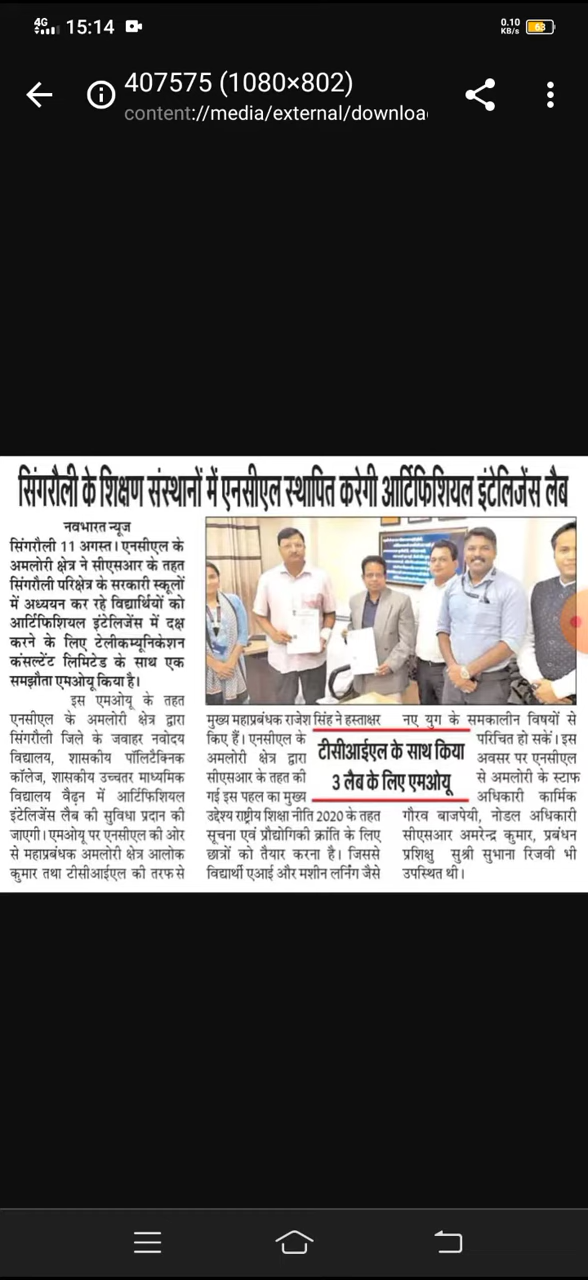 4G 15:14 0.10 KB/s 63
407575 (1080×802)
content://media/external/downloa
सिंगरौली के शिक्षण संस्थानों में एनसीएल स्थापित करेगी आर्टिफिशियल इंटेलिजेंस लैब
नवभारत न्यूज
सिंगरौली 11 अगस्त। एनसीएल के
अमलोरी क्षेत्र ने सीएसआर के तहत
सिंगरौली परिक्षेत्र के सरकारी स्कूलों
में अध्ययन कर रहे विद्यार्थियों को
आर्टिफिशियल इंटेलिजेंस में दक्ष
करने के लिए टेलीकम्यूनिकेशन
कंसल्टेंट लिमिटेड के साथ एक
समझौता एमओयू किया है।
इस एमओयू के तहत
एनसीएल के अमलोरी क्षेत्र द्वारा
सिंगरौली जिले के जवाहर नवोदय
विद्यालय, शासकीय पॉलिटैक्निक
कॉलेज, शासकीय उच्चतर माध्यमिक
विद्यालय वैढ़न में आर्टिफिशियल
इंटेलिजेंस लैब की सुविधा प्रदान की
जाएगी। एमओयू पर एनसीएल की ओर
से महाप्रबंधक अमलोरी क्षेत्र आलोक
कुमार तथा टीसीआईएल की तरफ से
मुख्य महाप्रबंधक राजेश सिंह ने हस्ताक्षर
किए हैं। एनसीएल के
अमलोरी क्षेत्र द्वारा
सीएसआर के तहत की
गई इस पहल का मुख्य
उद्देश्य राष्ट्रीय शिक्षा नीति 2020 के तहत
सूचना एवं प्रौद्योगिकी क्रांति के लिए
छात्रों को तैयार करना है। जिससे
विद्यार्थी एआई और मशीन लर्निंग जैसे
टीसीआईएल के साथ किया
3 लैब के लिए एमओयू
नए युग के समकालीन विषयों से
परिचित हो सकें। इस
अवसर पर एनसीएल
से अमलोरी के स्टाफ
अधिकारी कार्मिक
गौरव बाजपेयी, नोडल अधिकारी
सीएसआर अमरेन्द्र कुमार, प्रबंधन
प्रशिक्षु सुश्री सुभाना रिजवी भी
उपस्थित थी।